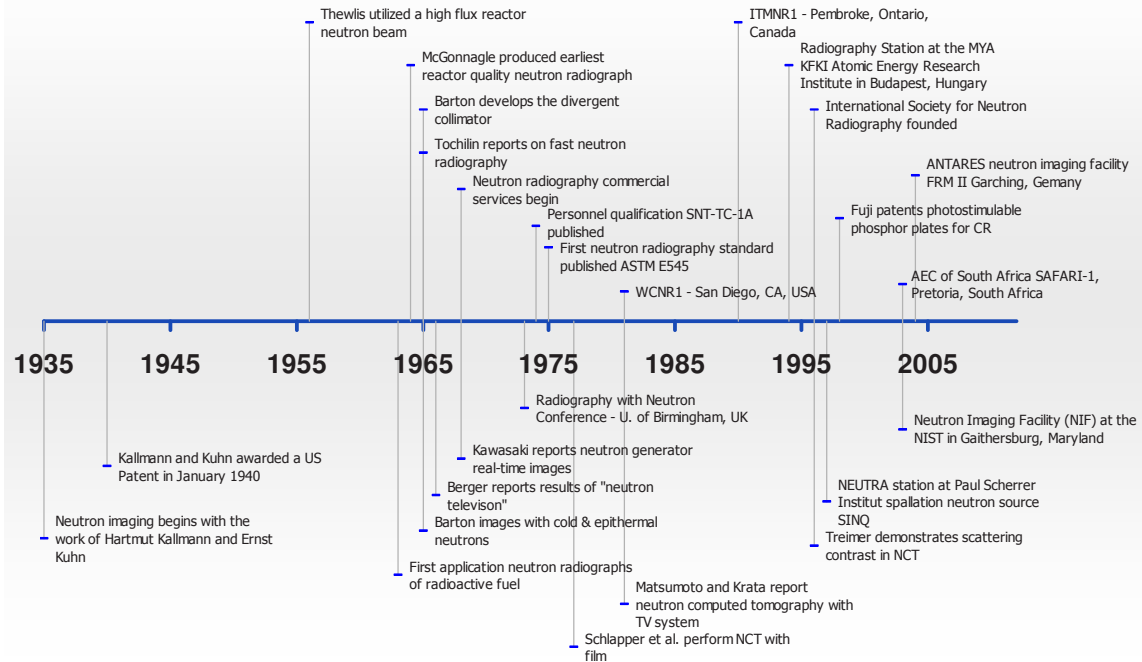 Thewlis utilized a high flux reactor
neutron beam
McGonnagle produced earliest
reactor quality neutron radiograph
Barton develops the divergent
collimator
Tochilin reports on fast neutron
radiography
Neutron radiography commercial
services begin
Personnel qualification SNT-TC-1A
published
First neutron radiography standard
published ASTM E545
WCNR1 - San Diego, CA, USA
ITMNR1 - Pembroke, Ontario,
Canada
Radiography Station at the MYA
KFKI Atomic Energy Research
Institute in Budapest, Hungary
International Society for Neutron
Radiography founded
ANTARES neutron imaging facility
FRM II Garching, Gemany
Fuji patents photostimulable
phosphor plates for CR
AEC of South Africa SAFARI-1,
Pretoria, South Africa
1935 1945 1955 1965 1975 1985 1995 2005
Radiography with Neutron
Conference - U. of Birmingham, UK
Neutron Imaging Facility (NIF) at the
NIST in Gaithersburg, Maryland
Kawasaki reports neutron generator
real-time images
Kallmann and Kuhn awarded a US
Patent in January 1940
Berger reports results of "neutron
televison"
NEUTRA station at Paul Scherrer
Institut spallation neutron source
SINQ
Barton images with cold & epithermal
neutrons
Neutron imaging begins with the
work of Hartmut Kallmann and Ernst
Kuhn
Treimer demonstrates scattering
contrast in NCT
First application neutron radiographs
of radioactive fuel
Matsumoto and Krata report
neutron computed tomography with
TV system
Schlapper et al. perform NCT with
film